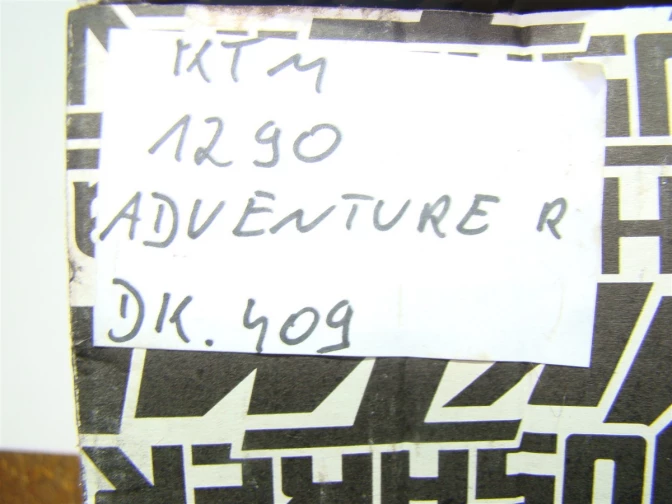 KTM
1290
ADVENTURE R
DK. 409